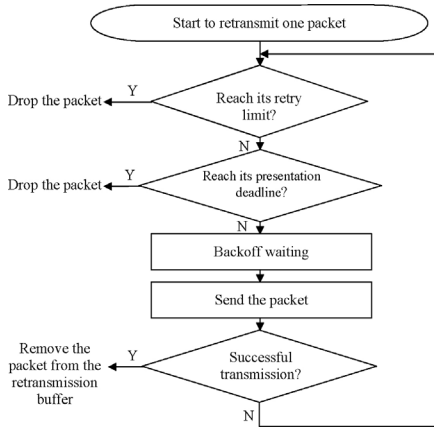 Start to retransmit one packet
Drop the packet
Y
Reach its retry
limit?
N
Drop the packet
Y
Reach its presentation
deadline?
N
Backoff waiting
Send the packet
Remove the
packet from the
retransmission
buffer
Y
Successful
transmission?
N